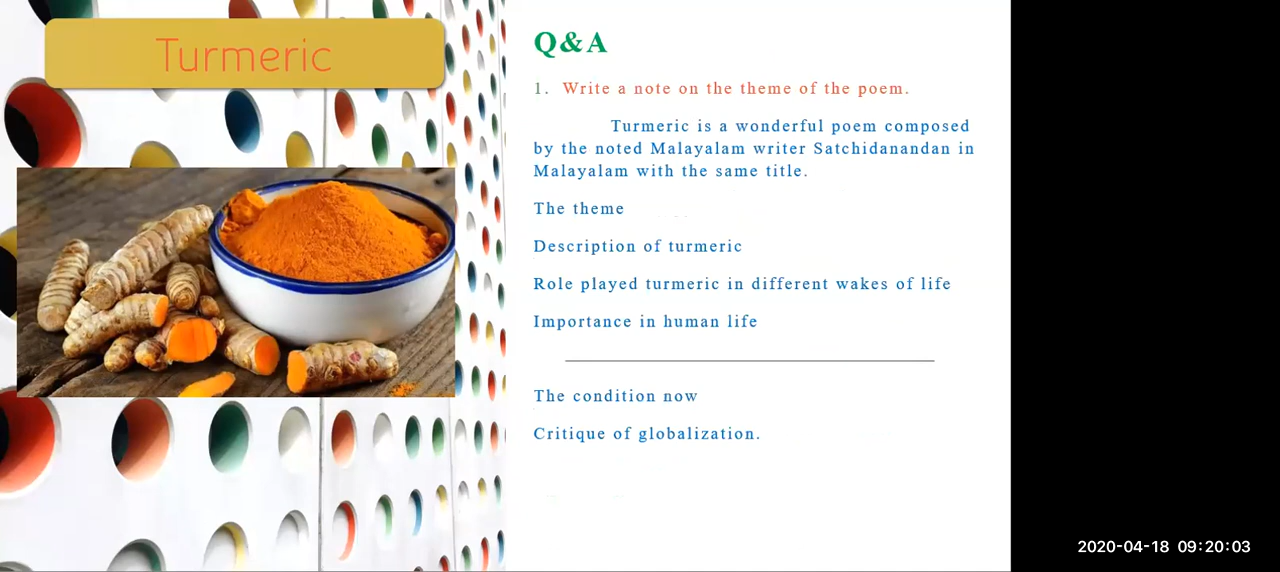 Turmeric
Q&A
1. Write a note on the theme of the poem.
Turmeric is a wonderful poem composed
by the noted Malayalam writer Satchidanandan in
Malayalam with the same title.
The theme
Description of turmeric
Role played turmeric in different wakes of life
Importance in human life
The condition now
Critique of globalization.
2020-04-18 09:20:03